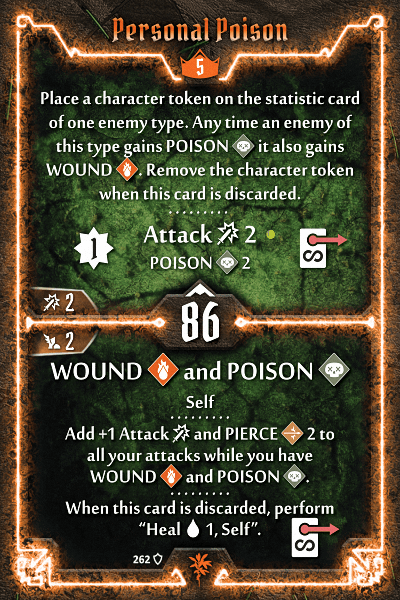 Personal Poison
5
Place a character token on the statistic card
of one enemy type. Any time an enemy of
this type gains POISON it also gains
WOUND . Remove the character token
when this card is discarded.
1
Attack 2
POISON 2
S
2
86
2
WOUND and POISON
Self
Add +1 Attack and PIERCE 2 to
all your attacks while you have
WOUND and POISON .
When this card is discarded, perform
“Heal 1, Self”.
S
262